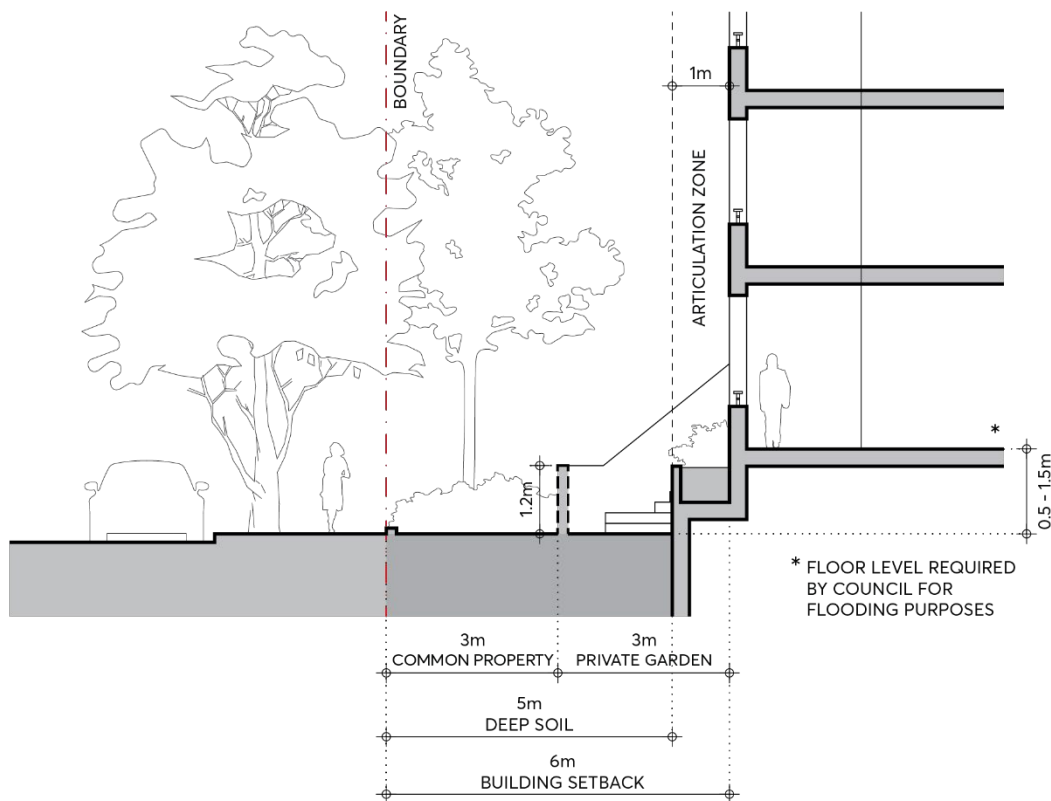 BOUNDARY
1m
ARTICULATION ZONE
1.2m
*
0.5 - 1.5m
* FLOOR LEVEL REQUIRED
BY COUNCIL FOR
FLOODING PURPOSES
3m
COMMON PROPERTY
3m
PRIVATE GARDEN
5m
DEEP SOIL
6m
BUILDING SETBACK